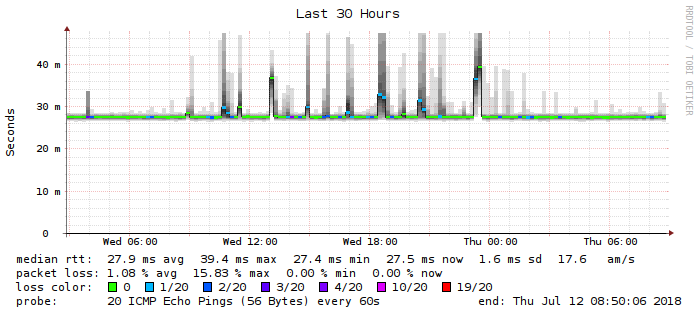 Last 30 Hours
RRDTOOL / TOBI OETIKER
Seconds
40 m
30 m
20 m
10 m
0
Wed 06:00 Wed 12:00 Wed 18:00 Thu 00:00 Thu 06:00
median rtt: 27.9 ms avg 39.4 ms max 27.4 ms min 27.5 ms now 1.6 ms sd 17.6 am/s
packet loss: 1.08 % avg 15.83 % max 0.00 % min 0.00 % now
loss color: 0 1/20 2/20 3/20 4/20 10/20 19/20
probe: 20 ICMP Echo Pings (56 Bytes) every 60s end: Thu Jul 12 08:50:06 2018